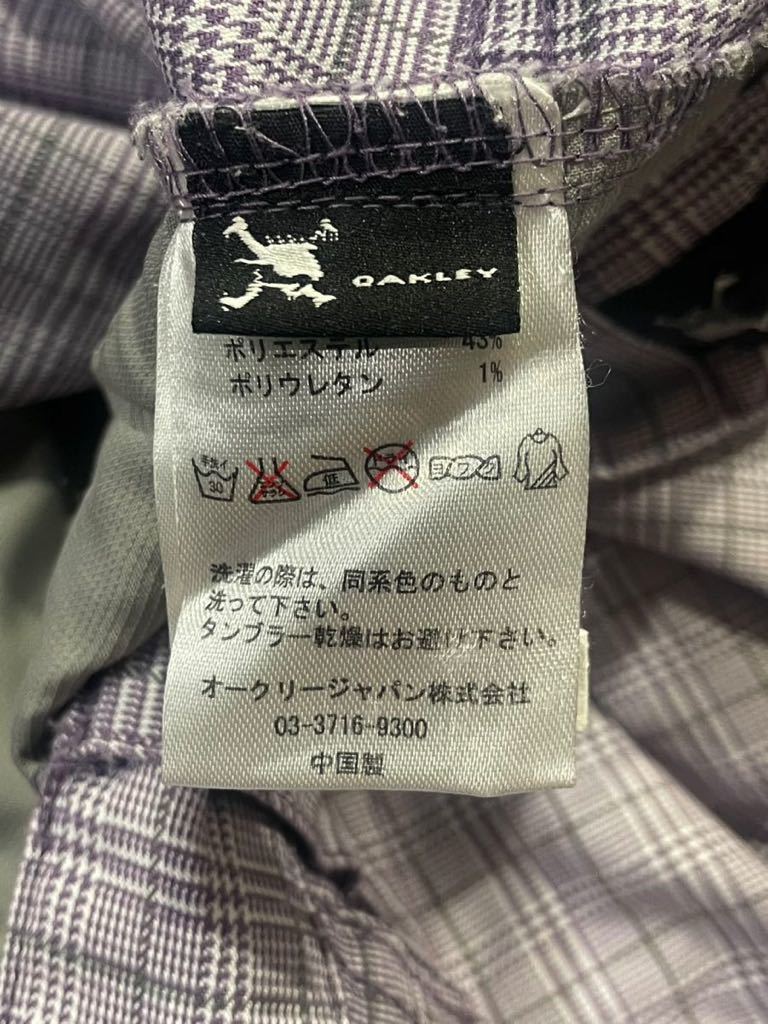 OAKLEY
ポリエステル 43%
ポリウレタン 1%
手洗イ 30 低 ヨワク
洗濯の際は、同系色のものと
洗って下さい。
タンブラー乾燥はお避け下さい。
オークリージャパン株式会社
03-3716-9300
中国製